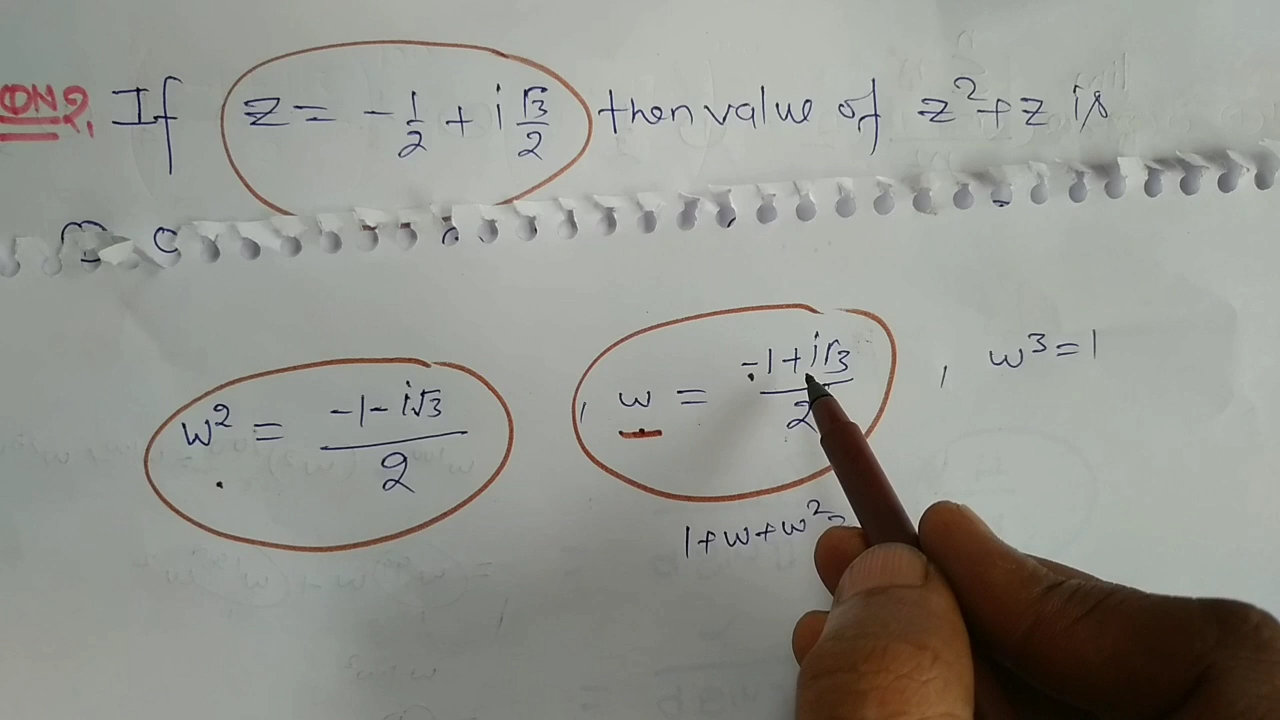 QN2. If z = -1/2 + i √3/2 then value of z²+z is
w² = -1-i√3/2 , w = -1+i√3/2 , w³=1
1+w+w²